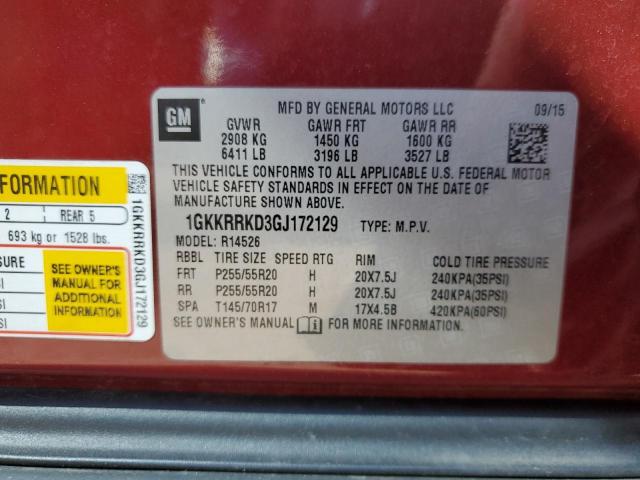 GM
MFD BY GENERAL MOTORS LLC 09/15
GVWR GAWR FRT GAWR RR
2908 KG 1450 KG 1600 KG
6411 LB 3196 LB 3527 LB
THIS VEHICLE CONFORMS TO ALL APPLICABLE U.S. FEDERAL MOTOR
VEHICLE SAFETY STANDARDS IN EFFECT ON THE DATE OF
MANUFACTURE SHOWN ABOVE.
1GKKRRKD3GJ172129 TYPE: M.P.V.
MODEL: R14526
RBBL TIRE SIZE SPEED RTG RIM COLD TIRE PRESSURE
FRT P255/55R20 H 20X7.5J 240KPA(35PSI)
RR P255/55R20 H 20X7.5J 240KPA(35PSI)
SPA T145/70R17 M 17X4.5B 420KPA(60PSI)
SEE OWNER'S MANUAL FOR MORE INFORMATION.
FORMATION
2 REAR 5
693 kg or 1528 lbs.
SURE
SI
SI
SI
SEE OWNER'S
MANUAL FOR
ADDITIONAL
INFORMATION
1GKKRRKD3GJ172129